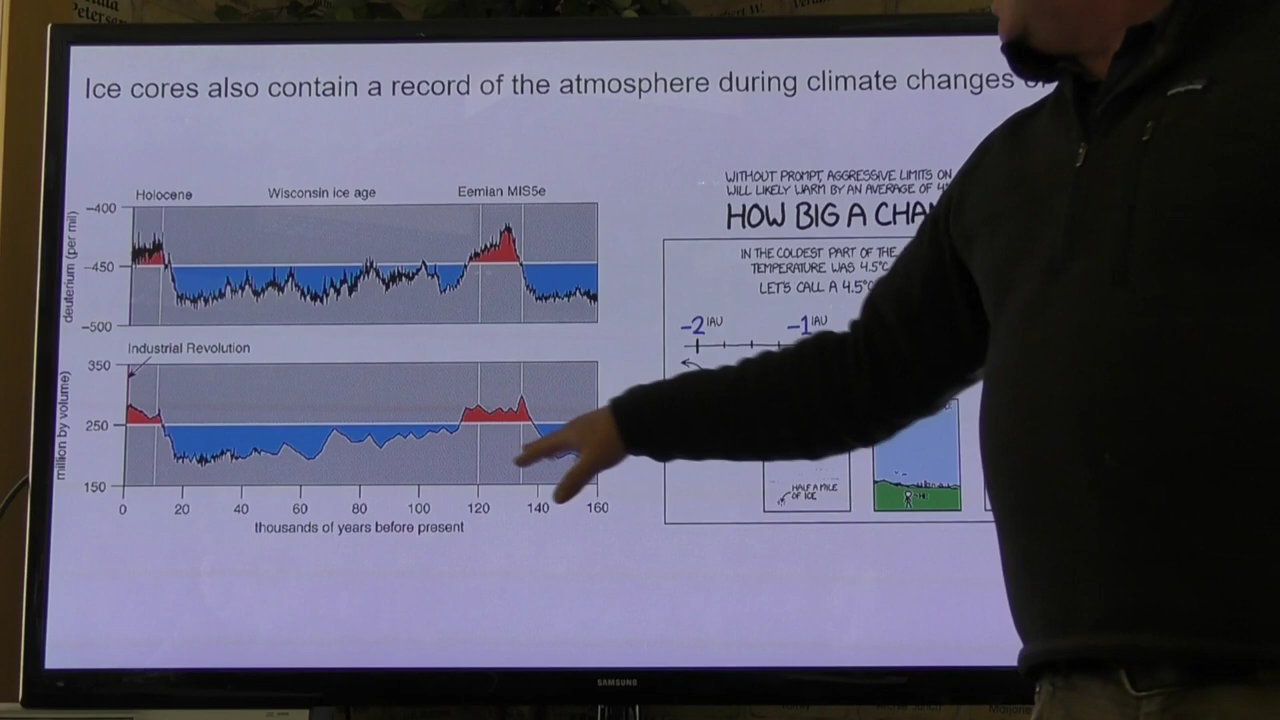 Peterson
Ice cores also contain a record of the atmosphere during climate changes
Holocene
Wisconsin ice age
Eemian MIS5e
deuterium (per mil)
-400
-450
-500
Industrial Revolution
million by volume)
350
250
150
0 20 40 60 80 100 120 140 160
thousands of years before present
WITHOUT PROMPT, AGGRESSIVE LIMITS ON
WILL LIKELY WARM BY AN AVERAGE OF
HOW BIG A
IN THE COLDEST PART OF THE
TEMPERATURE WAS 4.5°C
LET'S CALL A 4.5°C
-2 IAU
-1 IAU
HALF A MILE
OF ICE
SAMSUNG